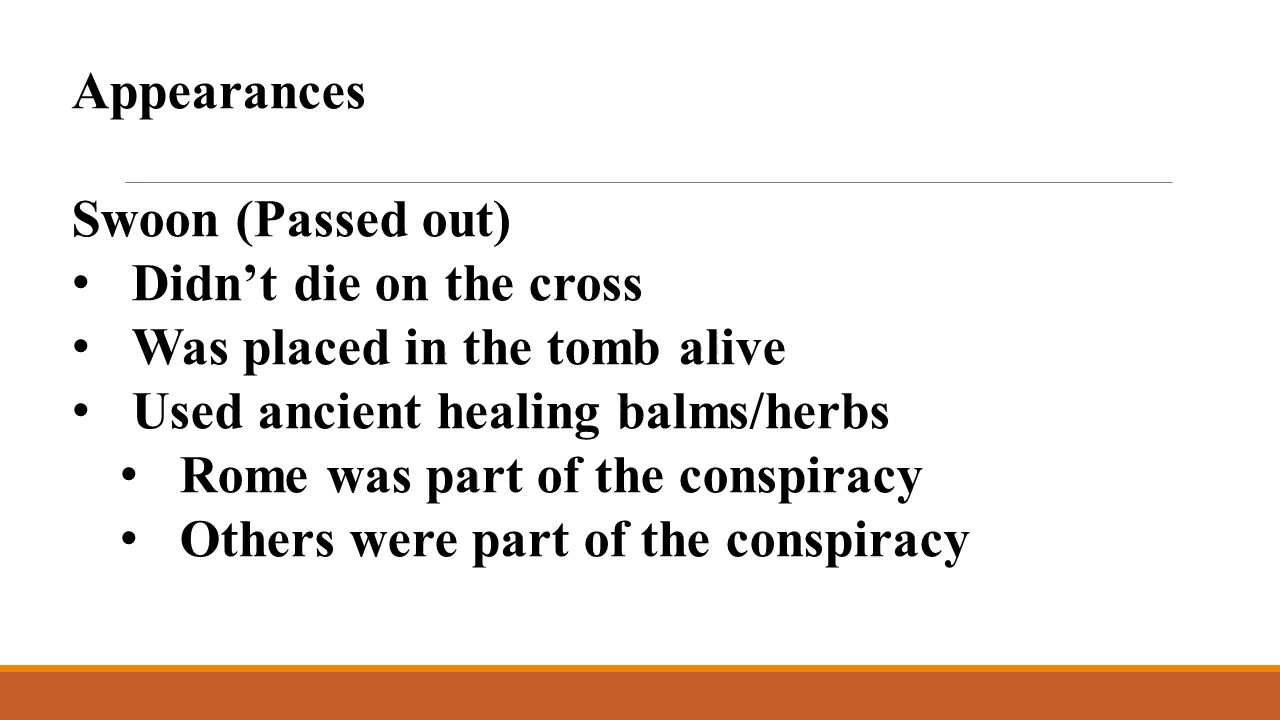 Appearances
Swoon (Passed out)
• Didn’t die on the cross
• Was placed in the tomb alive
• Used ancient healing balms/herbs
• Rome was part of the conspiracy
• Others were part of the conspiracy